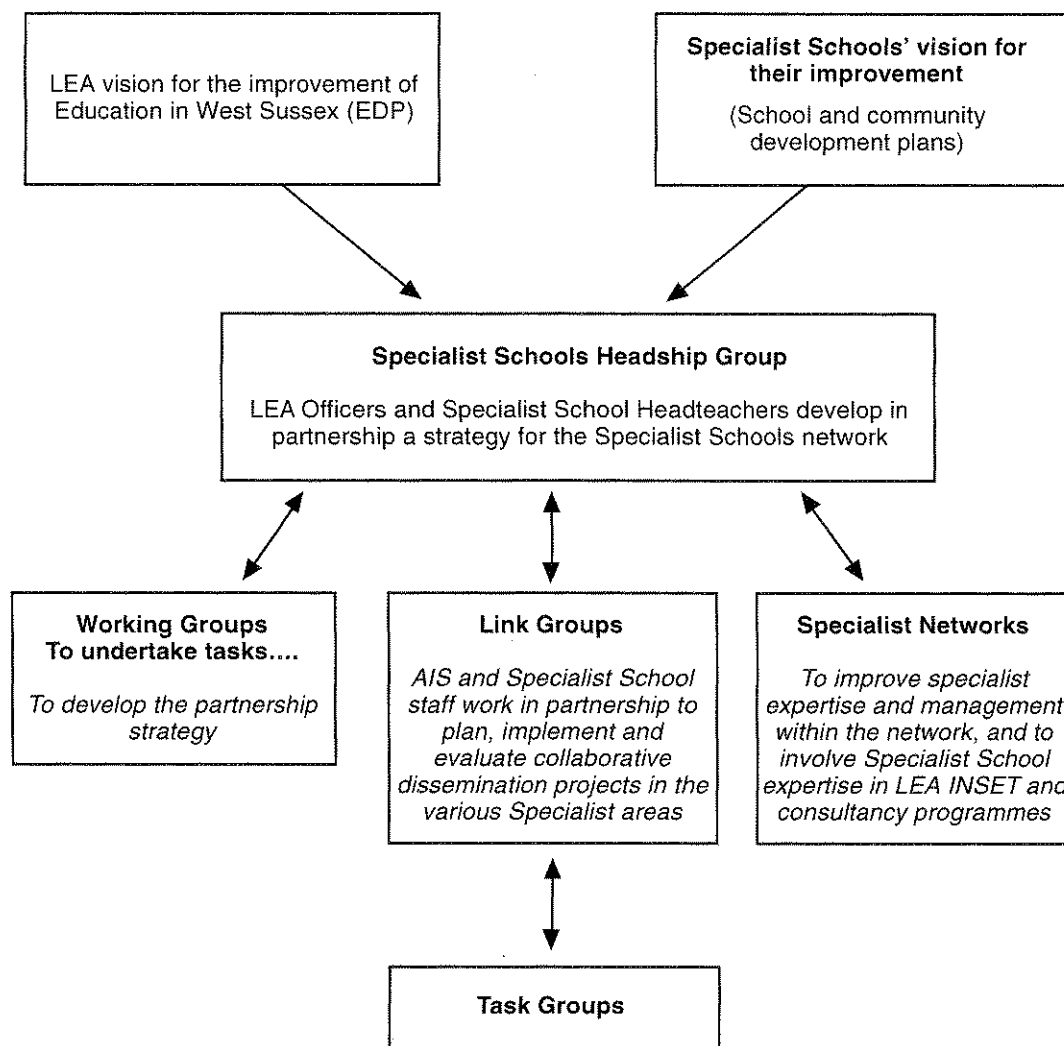 LEA vision for the improvement of
Education in West Sussex (EDP)
Specialist Schools' vision for
their improvement
(School and community
development plans)
Specialist Schools Headship Group
LEA Officers and Specialist School Headteachers develop in
partnership a strategy for the Specialist Schools network
Working Groups
To undertake tasks....
To develop the partnership
strategy
Link Groups
AIS and Specialist School
staff work in partnership to
plan, implement and
evaluate collaborative
dissemination projects in the
various Specialist areas
Specialist Networks
To improve specialist
expertise and management
within the network, and to
involve Specialist School
expertise in LEA INSET and
consultancy programmes
Task Groups